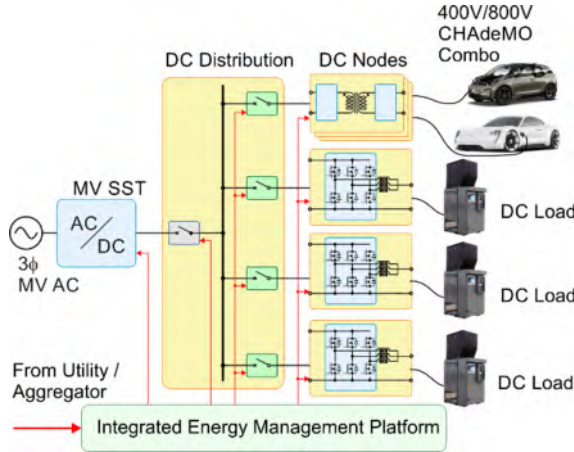 400V/800V
CHAdeMO
Combo
DC Distribution
DC Nodes
MV SST
AC
DC
3ϕ
MV AC
DC Load
DC Load
DC Load
From Utility /
Aggregator
Integrated Energy Management Platform